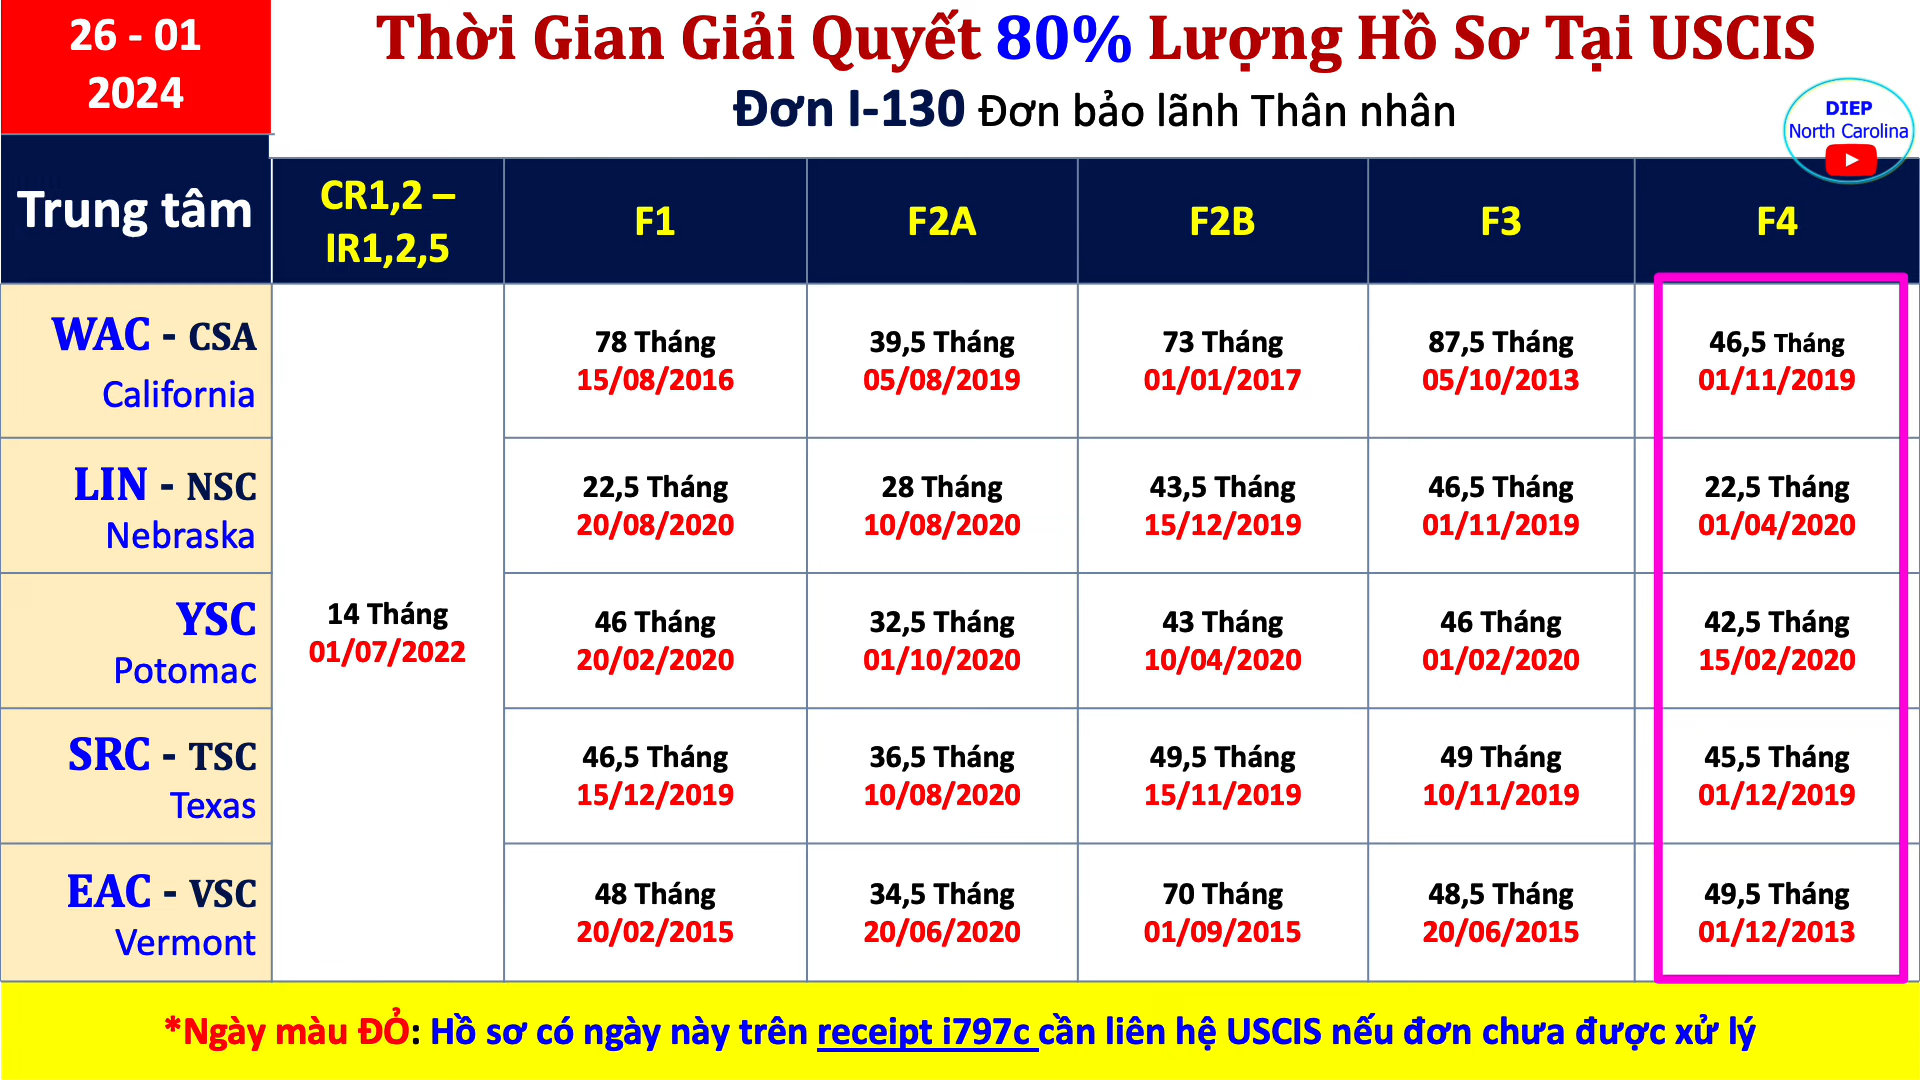 26 - 01
2024
Thời Gian Giải Quyết 80% Lượng Hồ Sơ Tại USCIS
Đơn I-130 Đơn bảo lãnh Thân nhân
DIEP
North Carolina
Trung tâm
CR1,2 –
IR1,2,5
F1
F2A
F2B
F3
F4
WAC - CSA
California
78 Tháng
15/08/2016
39,5 Tháng
05/08/2019
73 Tháng
01/01/2017
87,5 Tháng
05/10/2013
46,5 Tháng
01/11/2019
LIN - NSC
Nebraska
22,5 Tháng
20/08/2020
28 Tháng
10/08/2020
43,5 Tháng
15/12/2019
46,5 Tháng
01/11/2019
22,5 Tháng
01/04/2020
YSC
Potomac
14 Tháng
01/07/2022
46 Tháng
20/02/2020
32,5 Tháng
01/10/2020
43 Tháng
10/04/2020
46 Tháng
01/02/2020
42,5 Tháng
15/02/2020
SRC - TSC
Texas
46,5 Tháng
15/12/2019
36,5 Tháng
10/08/2020
49,5 Tháng
15/11/2019
49 Tháng
10/11/2019
45,5 Tháng
01/12/2019
EAC - VSC
Vermont
48 Tháng
20/02/2015
34,5 Tháng
20/06/2020
70 Tháng
01/09/2015
48,5 Tháng
20/06/2015
49,5 Tháng
01/12/2013
*Ngày màu ĐỎ: Hồ sơ có ngày này trên receipt i797c cần liên hệ USCIS nếu đơn chưa được xử lý